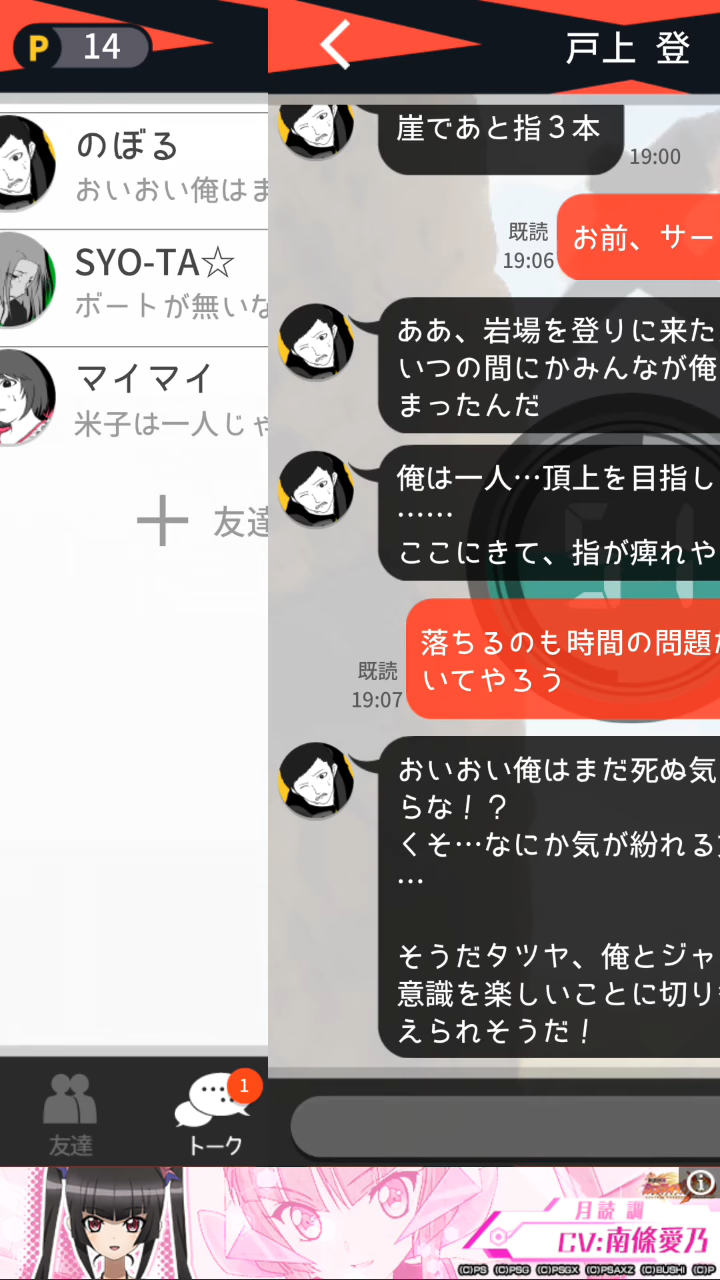 P 14
のぼる
おいおい俺はま
SYO-TA☆
ボートが無いな
マイマイ
米子は一人じゃ
友達
友達
トーク
1
戸上 登
崖であと指3本
19:00
お前、サー
既読
19:06
ああ、岩場を登りに来た
いつの間にかみんなが俺
まったんだ
俺は一人…頂上を目指し
……
ここにきて、指が痺れや
落ちるのも時間の問題だ
いてやろう
既読
19:07
おいおい俺はまだ死ぬ気
らな！？
くそ…なにか気が紛れる
…
そうだタツヤ、俺とジャ
意識を楽しいことに切り
えられそうだ！
月読 調
CV:南條愛乃
(C)PS (C)PSG (C)PSGX (C)PSAXZ (C)BUSHI (C)P